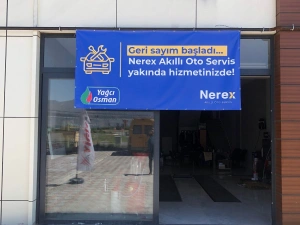 Geri sayım başladı...
Nerex Akıllı Oto Servis
yakında hizmetinizde!
Yağcı
Osman
Nerex